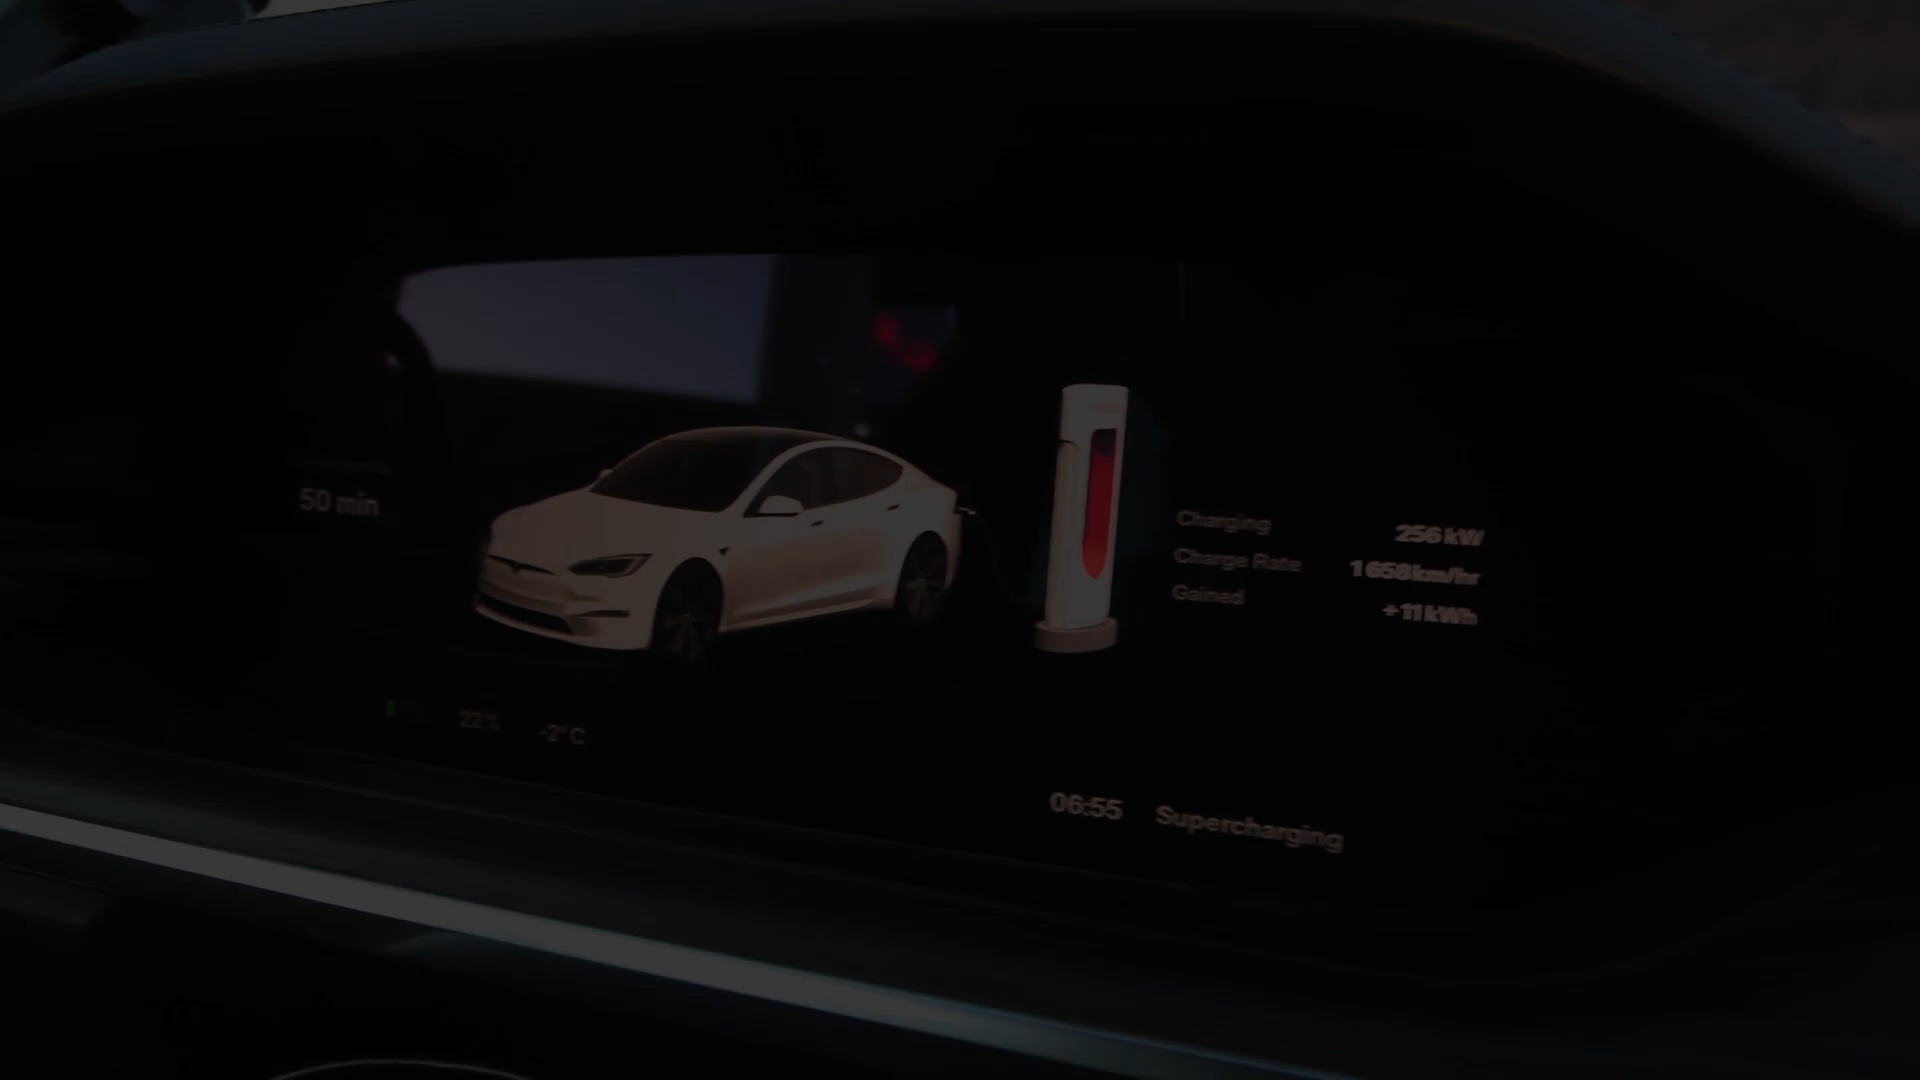 50 min
Charging 256 kW
Charge Rate 1 658 km/hr
Gained +11 kWh
22 % -2° C
06:55 Supercharging